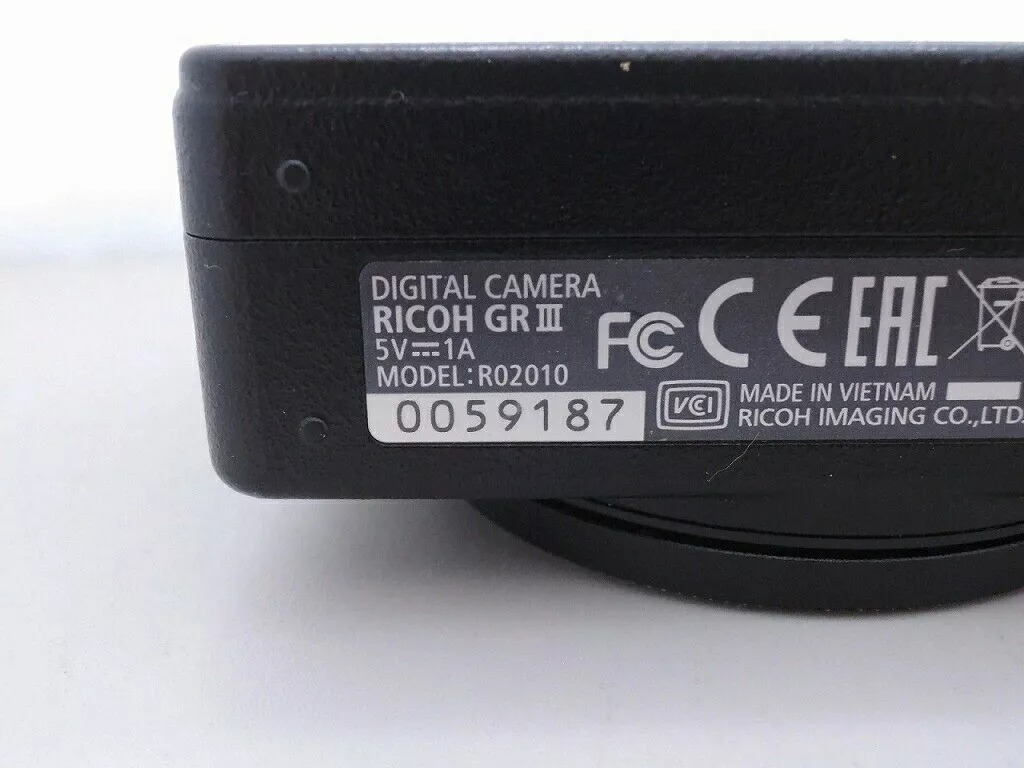 DIGITAL CAMERA
RICOH GR III
5V⎓1A
MODEL:R02010
0059187
FC CE EAC
VCI
MADE IN VIETNAM
RICOH IMAGING CO.,LTD.